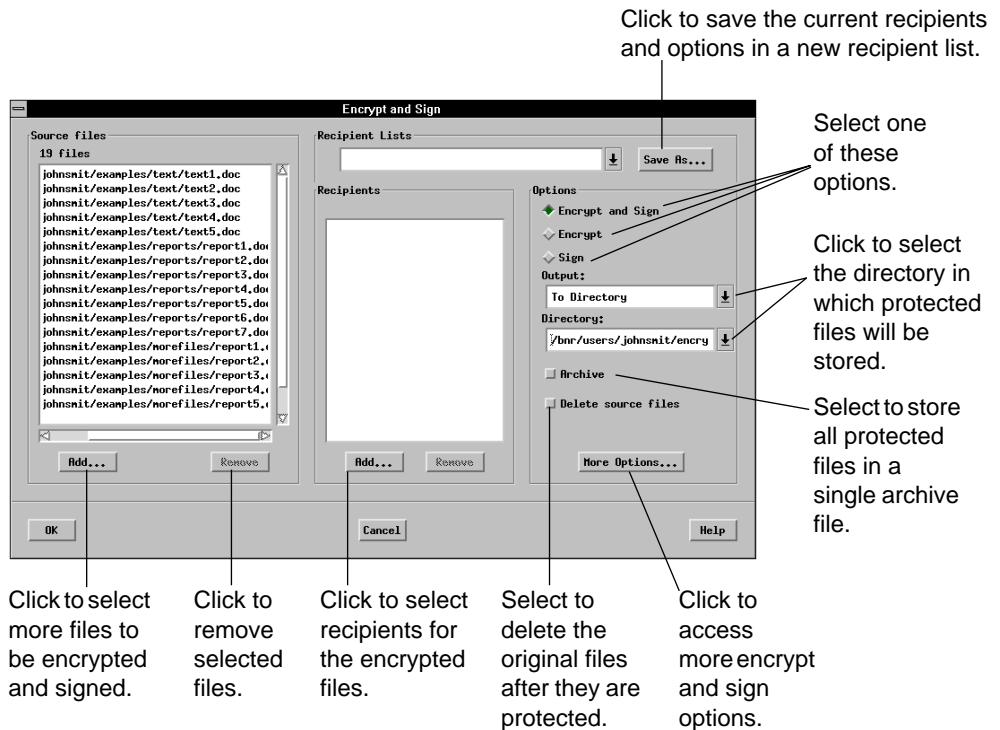 Click to save the current recipients
and options in a new recipient list.
Encrypt and Sign
Source files
19 files
johnsmit/examples/text/text1.doc
johnsmit/examples/text/text2.doc
johnsmit/examples/text/text3.doc
johnsmit/examples/text/text4.doc
johnsmit/examples/text/text5.doc
johnsmit/examples/reports/report1.do
johnsmit/examples/reports/report2.do
johnsmit/examples/reports/report3.do
johnsmit/examples/reports/report4.do
johnsmit/examples/reports/report5.do
johnsmit/examples/reports/report6.do
johnsmit/examples/reports/report7.do
johnsmit/examples/morefiles/report1.
johnsmit/examples/morefiles/report2.
johnsmit/examples/morefiles/report3.
johnsmit/examples/morefiles/report4.
johnsmit/examples/morefiles/report5.
Add...
Remove
Recipient Lists
Save As...
Recipients
Add...
Remove
Options
Encrypt and Sign
Encrypt
Sign
Output:
To Directory
Directory:
/bnr/users/johnsmit/encry
Archive
Delete source files
More Options...
OK
Cancel
Help
Select one
of these
options.
Click to select
the directory in
which protected
files will be
stored.
Select to store
all protected
files in a
single archive
file.
Click to select
more files to
be encrypted
and signed.
Click to
remove
selected
files.
Click to select
recipients for
the encrypted
files.
Select to
delete the
original files
after they are
protected.
Click to
access
more encrypt
and sign
options.